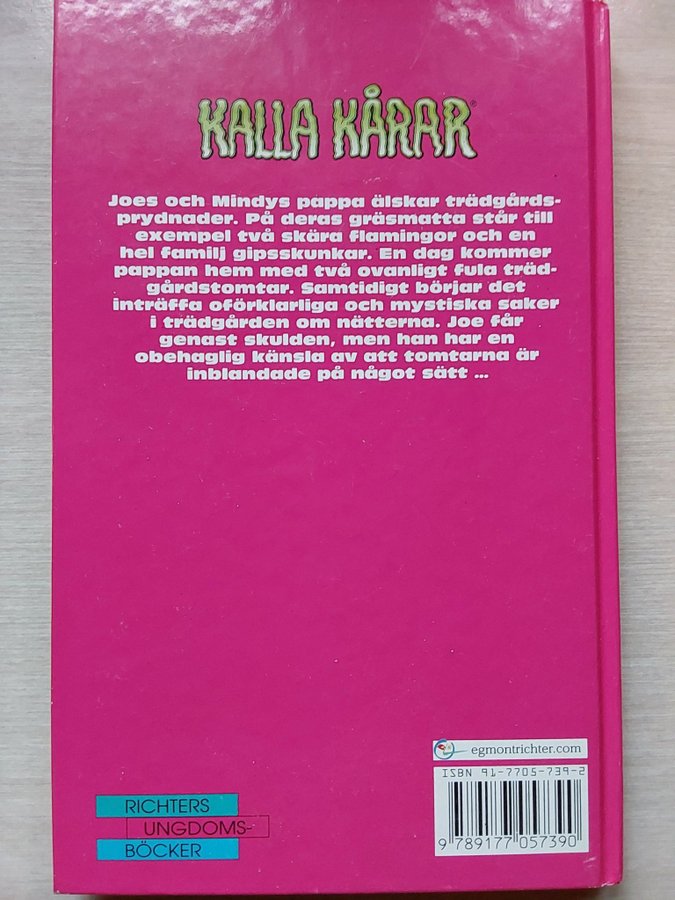 KALLA KÅRAR®
Joes och Mindys pappa älskar trädgårds-
prydnader. På deras gräsmatta står till
exempel två skära flamingor och en
hel familj gipsskunkar. En dag kommer
pappan hem med två ovanligt fula träd-
gårdstomtar. Samtidigt börjar det
inträffa oförklarliga och mystiska saker
i trädgården om nätterna. Joe får
genast skulden, men han har en
obehaglig känsla av att tomtarna är
inblandade på något sätt ...
egmontrichter.com
ISBN 91-7705-739-2
9 789177 057390
RICHTERS
UNGDOMS-
BÖCKER